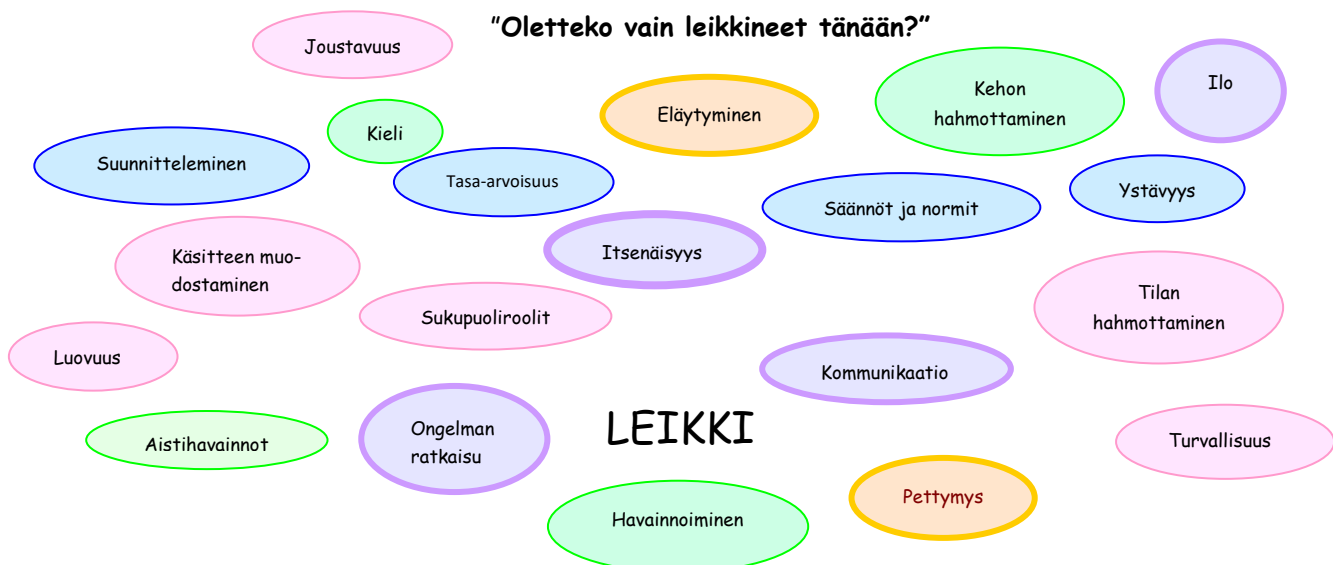 "Oletteko vain leikkineet tänään?”
Joustavuus
Ilo
Kehon
hahmottaminen
Eläytyminen
Kieli
Suunnitteleminen
Tasa-arvoisuus
Ystävyys
Säännöt ja normit
Itsenäisyys
Käsitteen muo-
dostaminen
Tilan
hahmottaminen
Sukupuoliroolit
Luovuus
Kommunikaatio
Ongelman
ratkaisu
LEIKKI
Aistihavainnot
Turvallisuus
Pettymys
Havainnoiminen